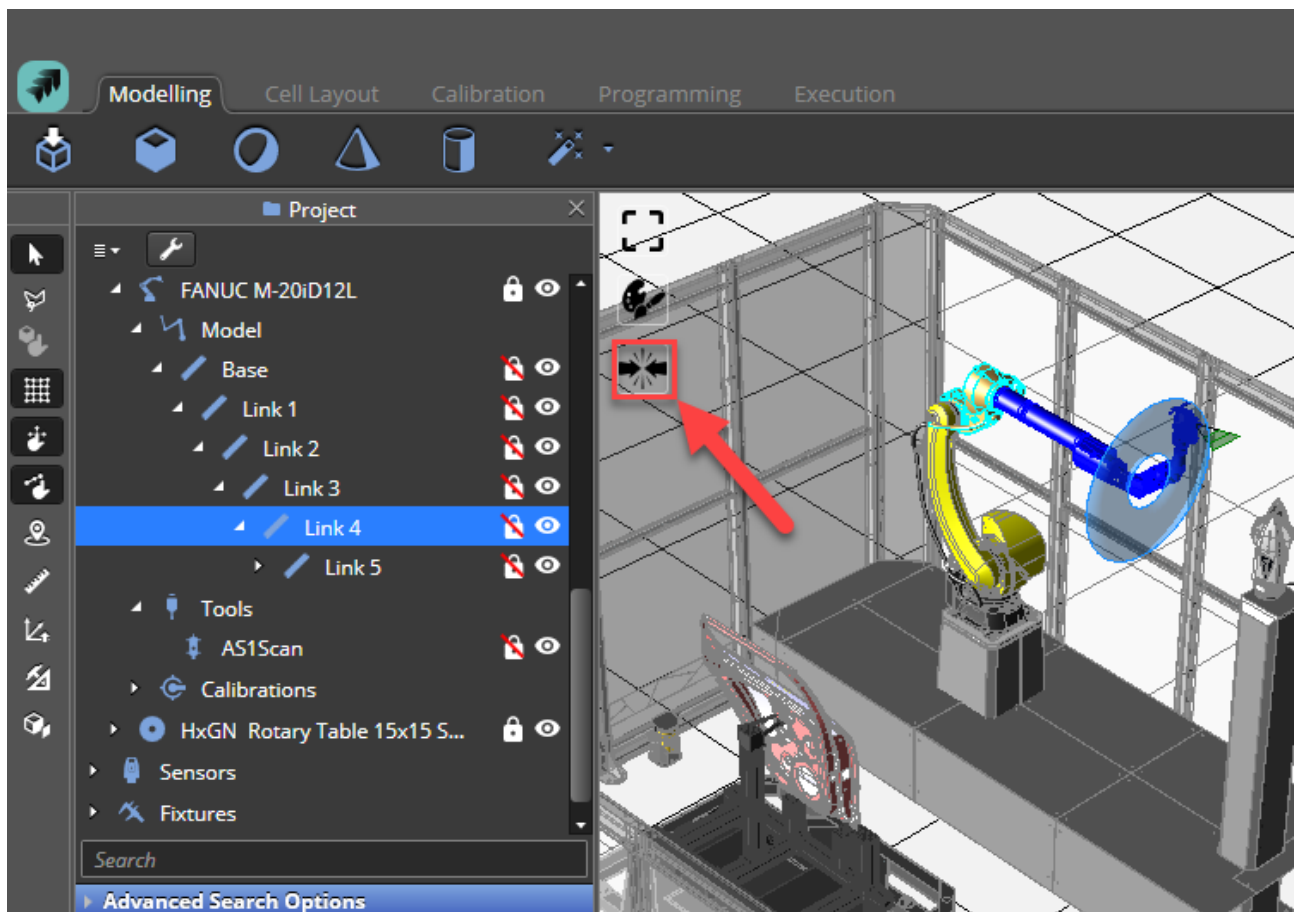 Modelling Cell Layout Calibration Programming Execution
Project
FANUC M-20iD12L
Model
Base
Link 1
Link 2
Link 3
Link 4
Link 5
Tools
AS1Scan
Calibrations
HxGN Rotary Table 15x15 S...
Sensors
Fixtures
Search
Advanced Search Options